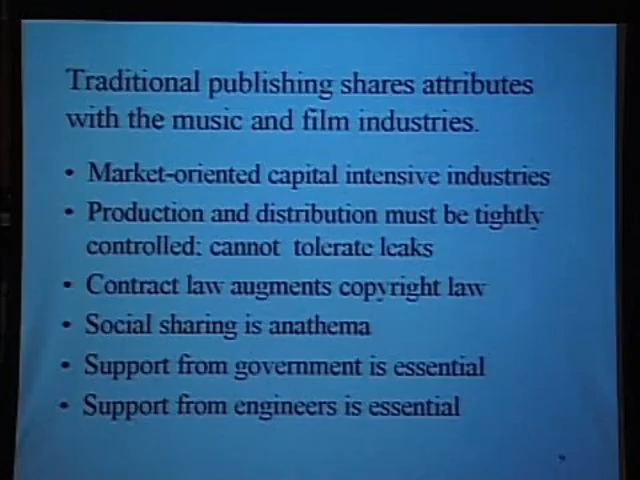 Traditional publishing shares attributes
with the music and film industries.
• Market-oriented capital intensive industries
• Production and distribution must be tightly
controlled: cannot tolerate leaks
• Contract law augments copyright law
• Social sharing is anathema
• Support from government is essential
• Support from engineers is essential
9